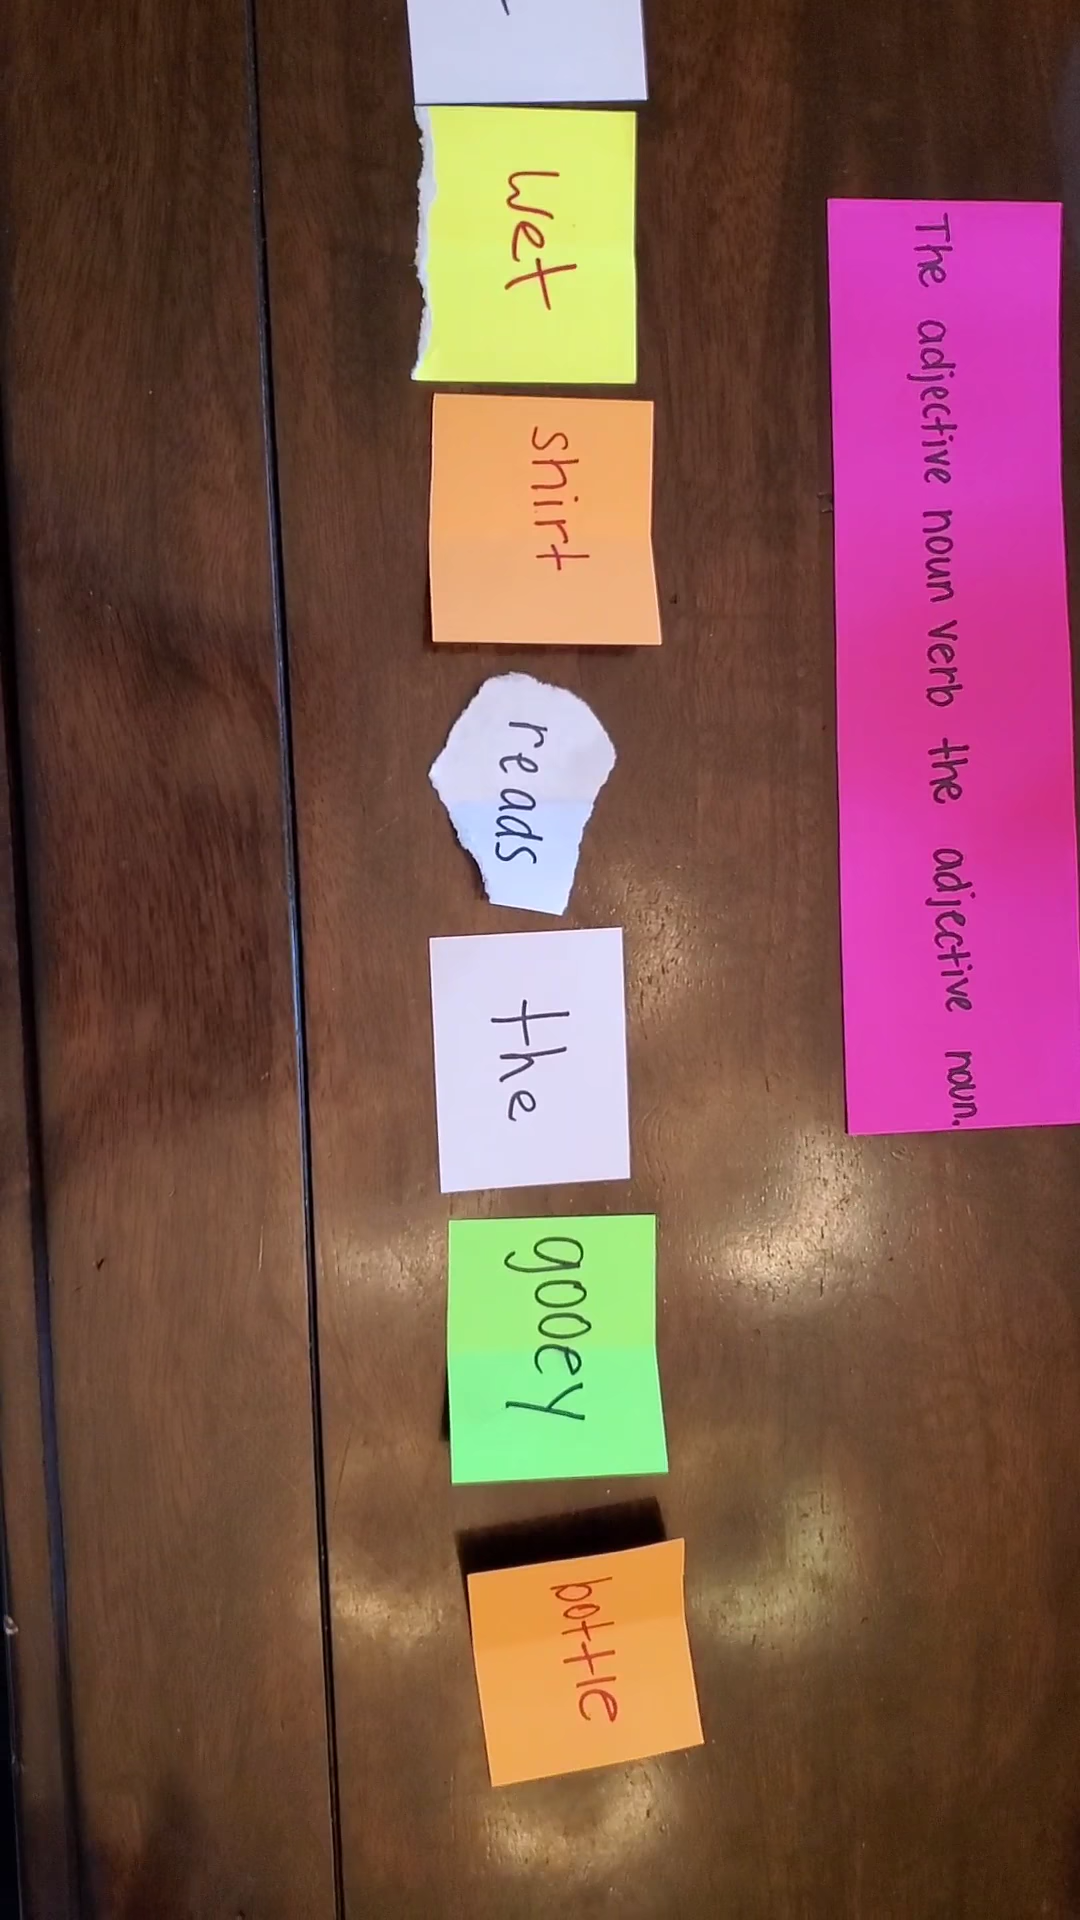 The adjective noun verb the adjective noun.
wet shirt reads the gooey bottle